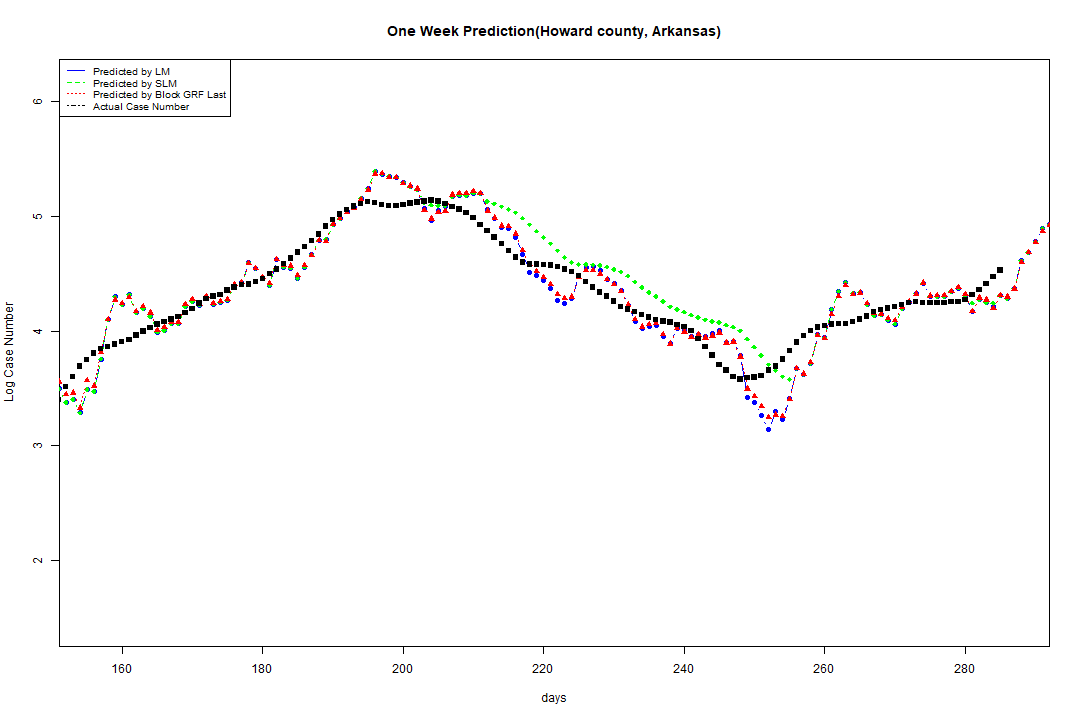 One Week Prediction(Howard county, Arkansas)
Predicted by LM
Predicted by SLM
Predicted by Block GRF Last
Actual Case Number
6
5
4
3
2
Log Case Number
160 180 200 220 240 260 280
days